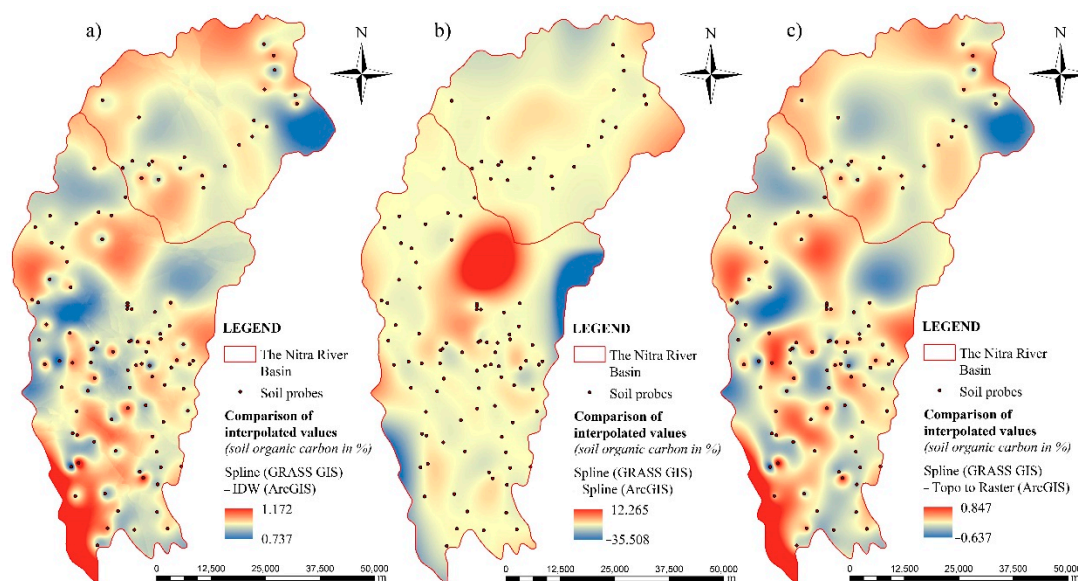 a)
N
LEGEND
The Nitra River
Basin
Soil probes
Comparison of
interpolated values
(soil organic carbon in %)
Spline (GRASS GIS)
– IDW (ArcGIS)
1.172
0.737
0 12,500 25,000 37,500 50,000
m
b)
N
LEGEND
The Nitra River
Basin
Soil probes
Comparison of
interpolated values
(soil organic carbon in %)
Spline (GRASS GIS)
Spline (ArcGIS)
12.265
–35.508
0 12,500 25,000 37,500 50,000
m
c)
N
LEGEND
The Nitra River
Basin
Soil probes
Comparison of
interpolated values
(soil organic carbon in %)
Spline (GRASS GIS)
– Topo to Raster (ArcGIS)
0.847
–0.637
0 12,500 25,000 37,500 50,000
m